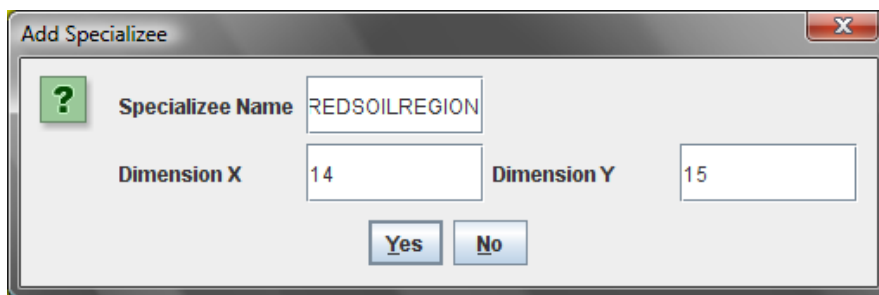 Add Specializee
Specializee Name REDSOILREGION
Dimension X 14 Dimension Y 15
Yes No